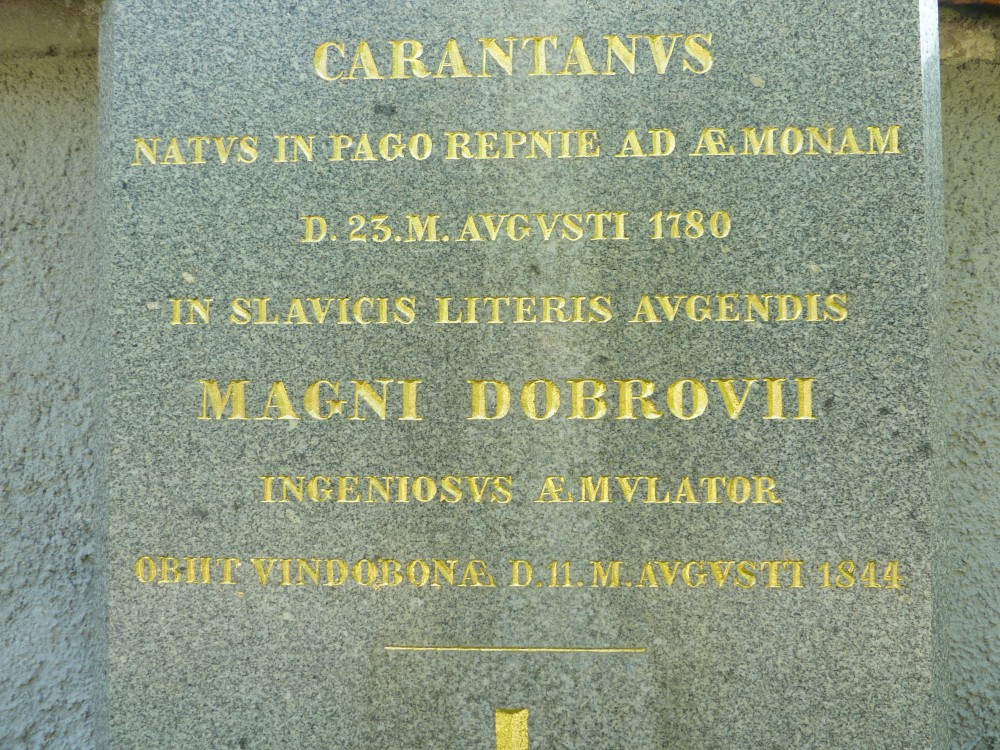 CARANTANVS
NATVS IN PAGO REPNIE AD ÆMONAM
D. 23. M. AVGVSTI 1780
IN SLAVICIS LITERIS AVGENDIS
MAGNI DOBROVII
INGENIOSVS ÆMVLATOR
OBIIT VINDOBONÆ D. 11. M. AVGVSTI 1844